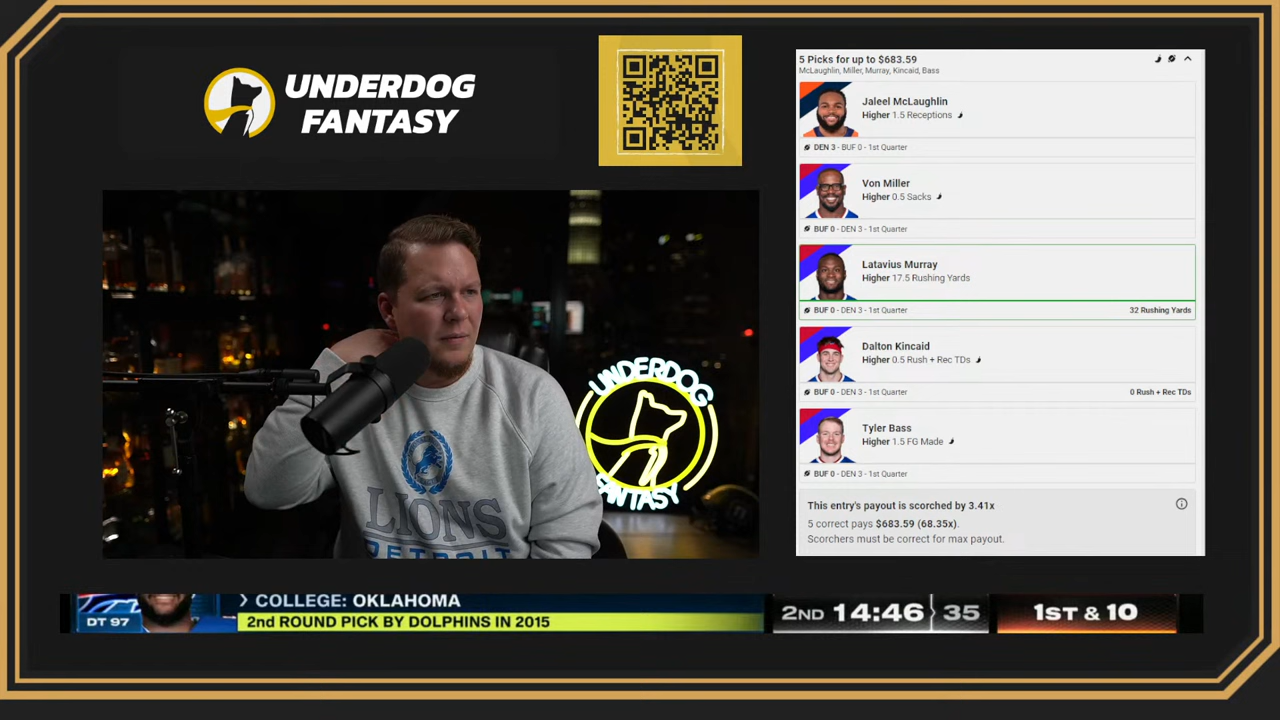 UNDERDOG
FANTASY
5 Picks for up to $683.59
McLaughlin, Miller, Murray, Kincaid, Bass
Jaleel McLaughlin
Higher 1.5 Receptions
DEN 3 - BUF 0 - 1st Quarter
Von Miller
Higher 0.5 Sacks
BUF 0 - DEN 3 - 1st Quarter
Latavius Murray
Higher 17.5 Rushing Yards
BUF 0 - DEN 3 - 1st Quarter 32 Rushing Yards
Dalton Kincaid
Higher 0.5 Rush + Rec TDs
BUF 0 - DEN 3 - 1st Quarter 0 Rush + Rec TDs
Tyler Bass
Higher 1.5 FG Made
BUF 0 - DEN 3 - 1st Quarter
This entry's payout is scorched by 3.41x
5 correct pays $683.59 (68.35x).
Scorchers must be correct for max payout.
UNDERDOG
FANTASY
LIONS
DETROIT
DT 97
> COLLEGE: OKLAHOMA
2nd ROUND PICK BY DOLPHINS IN 2015
2ND 14:46 35 1ST & 10